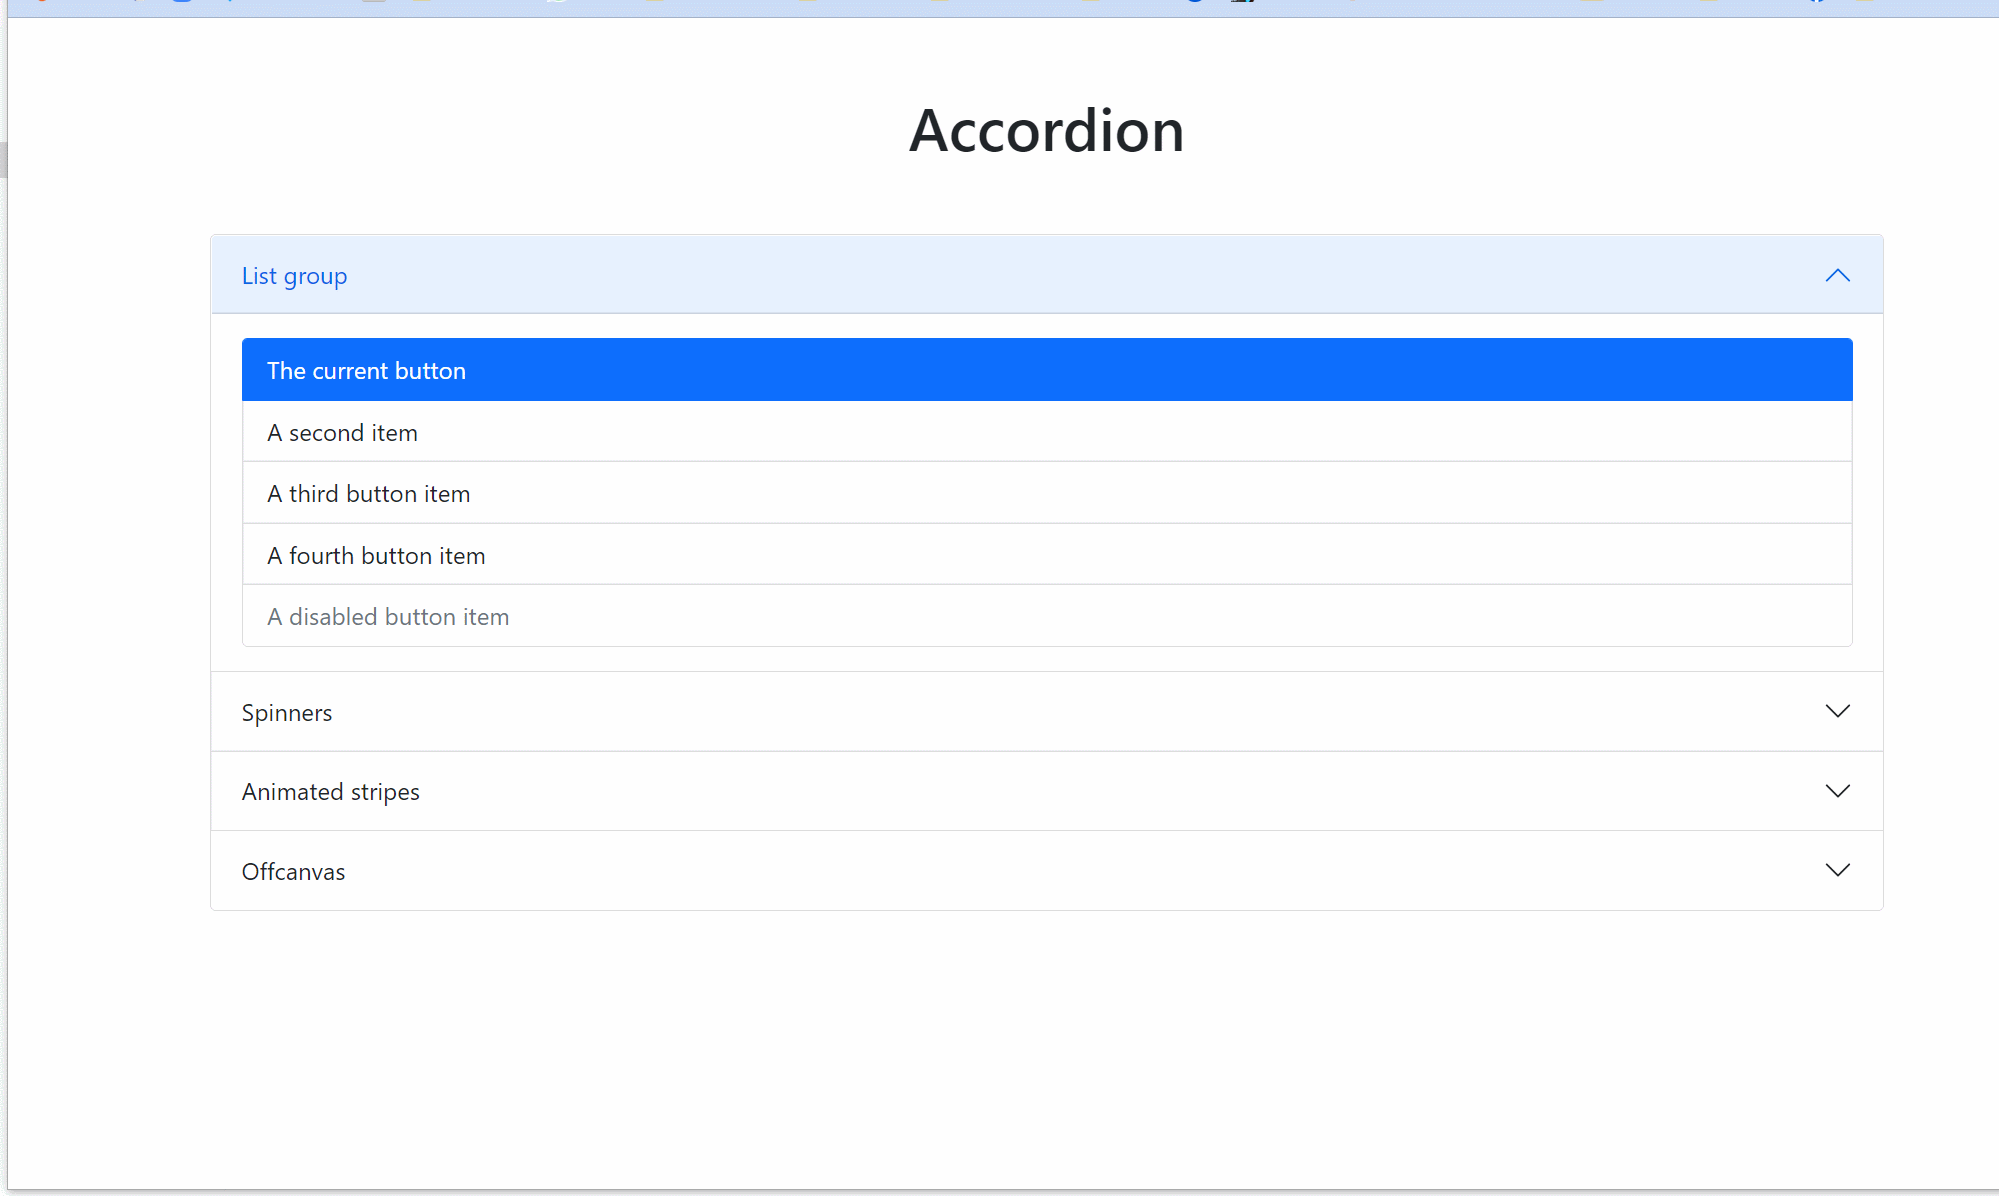 Accordion
List group
The current button
A second item
A third button item
A fourth button item
A disabled button item
Spinners
Animated stripes
Offcanvas